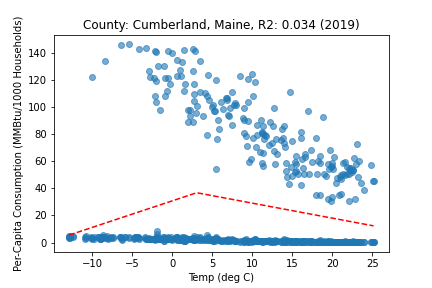 County: Cumberland, Maine, R2: 0.034 (2019)
Per-Capita Consumption (MMBtu/1000 Households)
140
120
100
80
60
40
20
0
−10 −5 0 5 10 15 20 25
Temp (deg C)